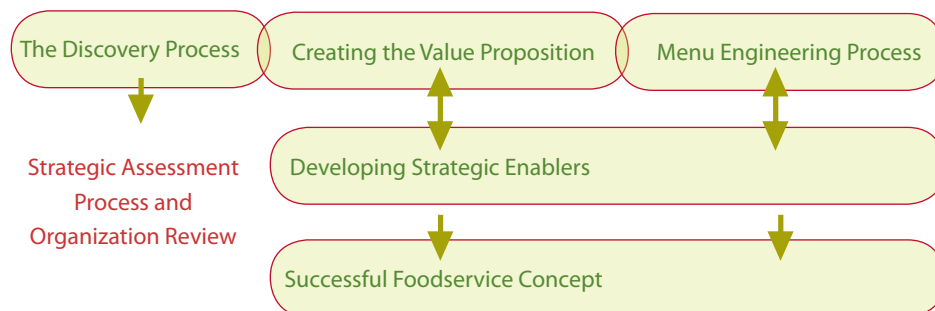 The Discovery Process
Creating the Value Proposition
Menu Engineering Process
Strategic Assessment
Process and
Organization Review
Developing Strategic Enablers
Successful Foodservice Concept